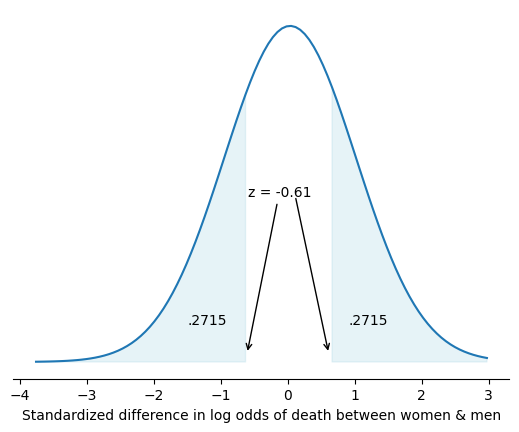 z = -0.61
.2715 .2715
−4 −3 −2 −1 0 1 2 3
Standardized difference in log odds of death between women & men